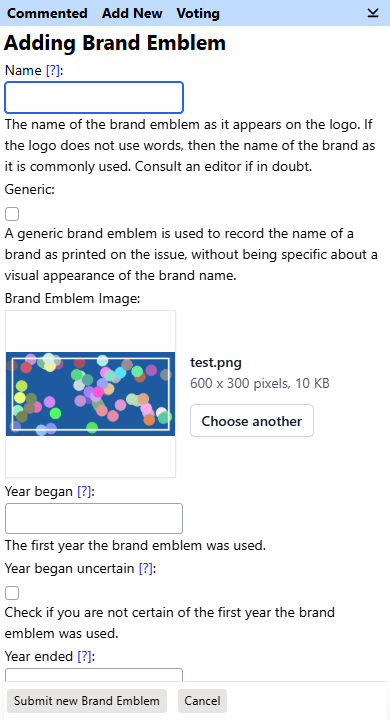 Commented Add New Voting
Adding Brand Emblem
Name [?]:
The name of the brand emblem as it appears on the logo. If
the logo does not use words, then the name of the brand as
it is commonly used. Consult an editor if in doubt.
Generic:
A generic brand emblem is used to record the name of a
brand as printed on the issue, without being specific about a
visual appearance of the brand name.
Brand Emblem Image:
test.png
600 x 300 pixels, 10 KB
Choose another
Year began [?]:
The first year the brand emblem was used.
Year began uncertain [?]:
Check if you are not certain of the first year the brand
emblem was used.
Year ended [?]:
Submit new Brand Emblem Cancel